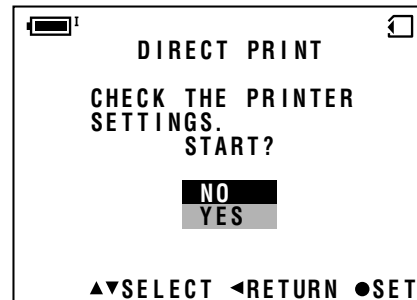 I
DIRECT PRINT
CHECK THE PRINTER
SETTINGS.
START?
NO
YES
▲▼SELECT ◄RETURN ●SET